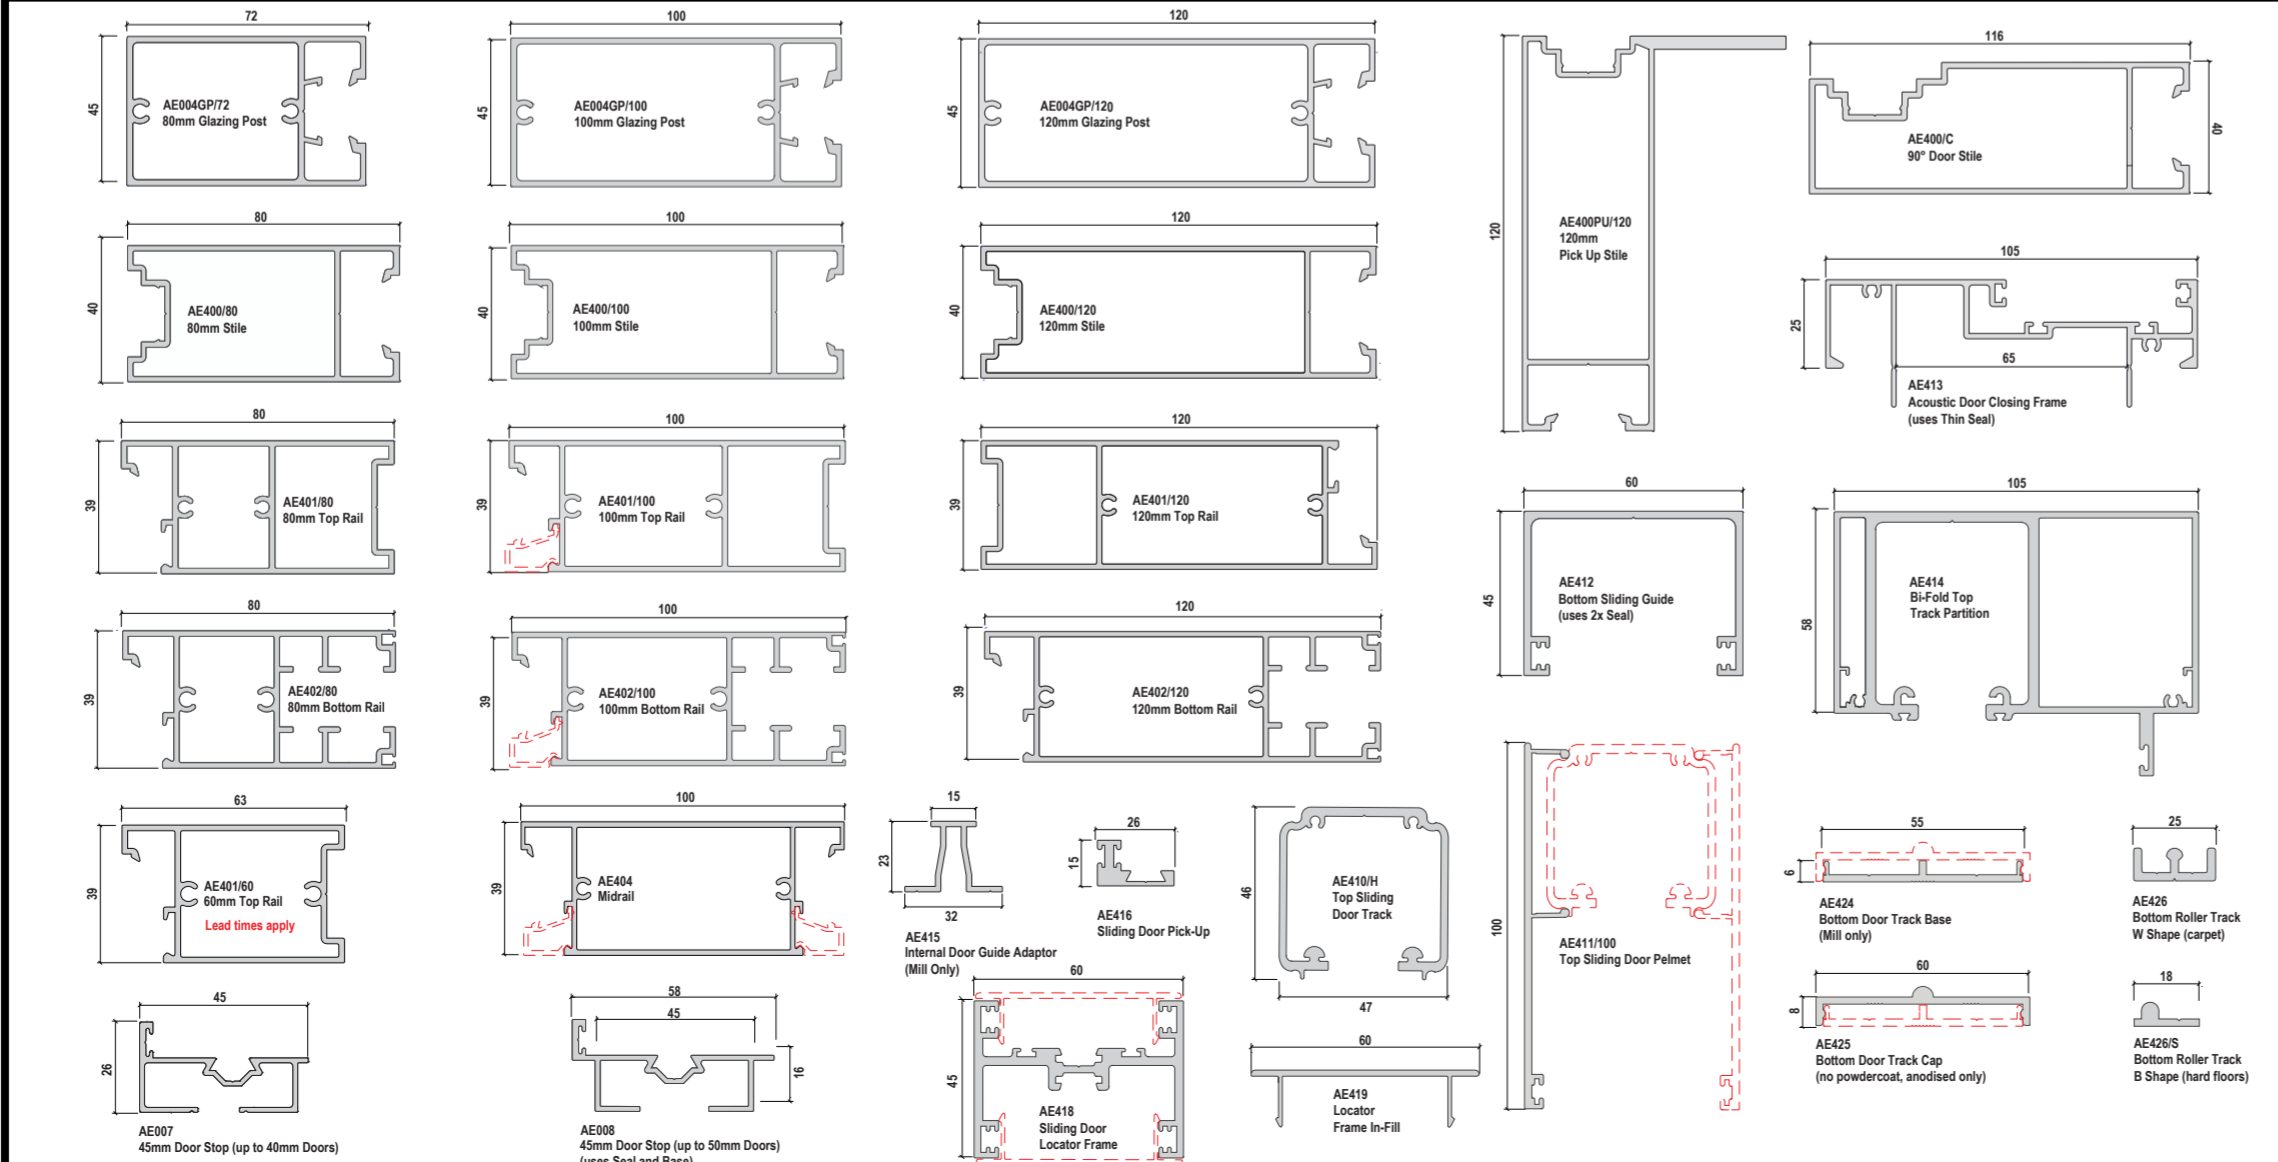 72
45
AE004GP/72
80mm Glazing Post
100
45
AE004GP/100
100mm Glazing Post
120
45
AE004GP/120
120mm Glazing Post
120
AE400PU/120
120mm
Pick Up Stile
116
40
AE400/C
90° Door Stile
80
40
AE400/80
80mm Stile
100
40
AE400/100
100mm Stile
120
40
AE400/120
120mm Stile
105
25
65
AE413
Acoustic Door Closing Frame
(uses Thin Seal)
80
39
AE401/80
80mm Top Rail
100
39
AE401/100
100mm Top Rail
120
39
AE401/120
120mm Top Rail
60
45
AE412
Bottom Sliding Guide
(uses 2x Seal)
105
58
AE414
Bi-Fold Top
Track Partition
80
39
AE402/80
80mm Bottom Rail
100
39
AE402/100
100mm Bottom Rail
120
39
AE402/120
120mm Bottom Rail
63
39
AE401/60
60mm Top Rail
Lead times apply
100
39
AE404
Midrail
15
23
32
AE415
Internal Door Guide Adaptor
(Mill Only)
26
15
AE416
Sliding Door Pick-Up
46
AE410/H
Top Sliding
Door Track
47
100
AE411/100
Top Sliding Door Pelmet
55
6
AE424
Bottom Door Track Base
(Mill only)
25
AE426
Bottom Roller Track
W Shape (carpet)
45
26
AE007
45mm Door Stop (up to 40mm Doors)
58
45
16
AE008
45mm Door Stop (up to 50mm Doors)
(uses Seal and Base)
60
45
AE418
Sliding Door
Locator Frame
60
AE419
Locator
Frame In-Fill
60
8
AE425
Bottom Door Track Cap
(no powdercoat, anodised only)
18
AE426/S
Bottom Roller Track
B Shape (hard floors)